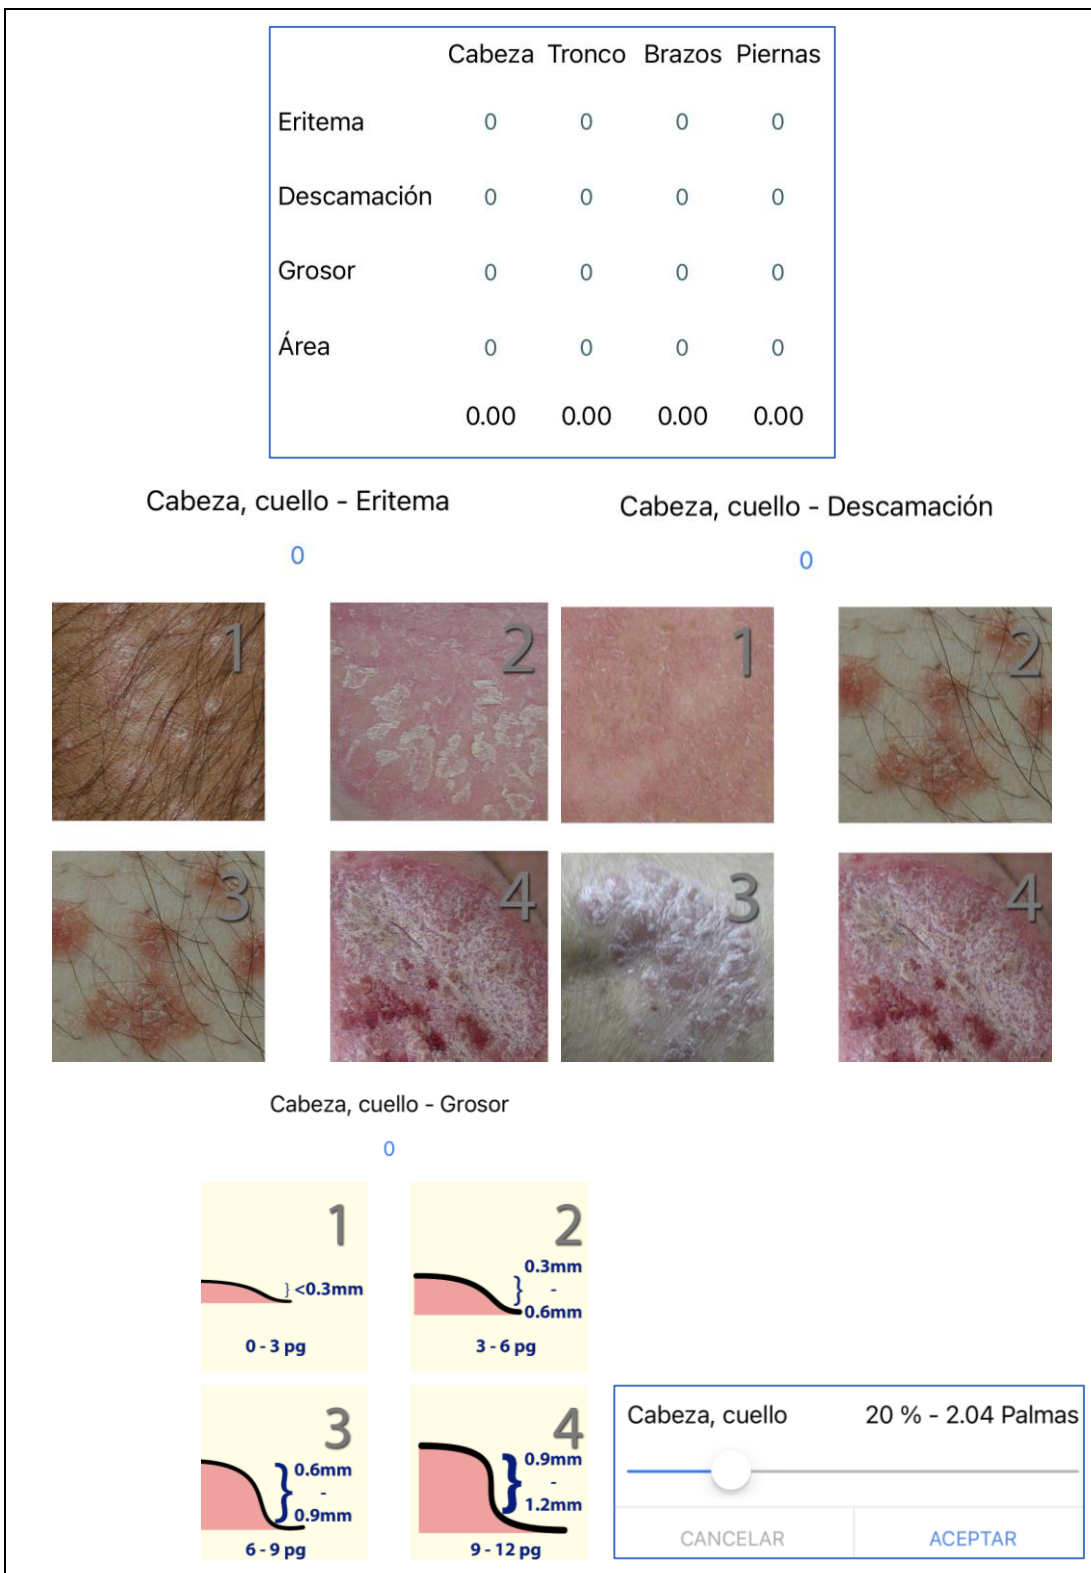 Cabeza Tronco Brazos Piernas
Eritema 0 0 0 0
Descamación 0 0 0 0
Grosor 0 0 0 0
Área 0 0 0 0
0.00 0.00 0.00 0.00
Cabeza, cuello - Eritema
0
1 2
3 4
Cabeza, cuello - Descamación
0
1 2
3 4
Cabeza, cuello - Grosor
0
1
} <0.3mm
0 - 3 pg
2
0.3mm
}
-
0.6mm
3 - 6 pg
3
0.6mm
}
-
0.9mm
6 - 9 pg
4
0.9mm
}
-
1.2mm
9 - 12 pg
Cabeza, cuello 20 % - 2.04 Palmas
CANCELAR ACEPTAR